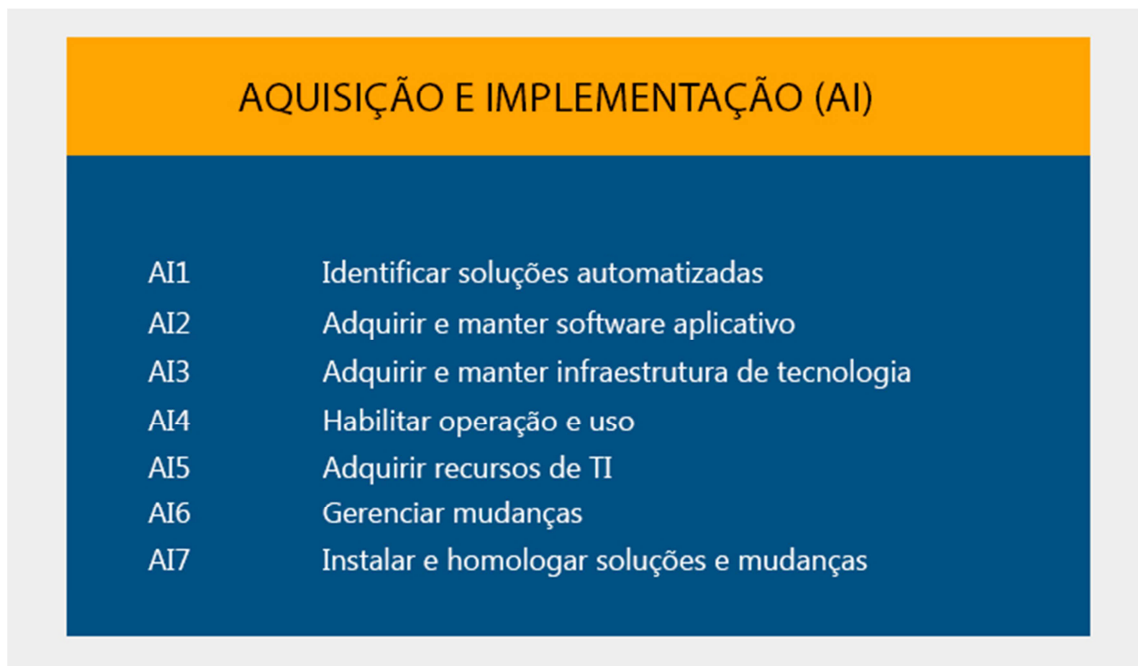 AQUISIÇÃO E IMPLEMENTAÇÃO (AI)
AI1 Identificar soluções automatizadas
AI2 Adquirir e manter software aplicativo
AI3 Adquirir e manter infraestrutura de tecnologia
AI4 Habilitar operação e uso
AI5 Adquirir recursos de TI
AI6 Gerenciar mudanças
AI7 Instalar e homologar soluções e mudanças